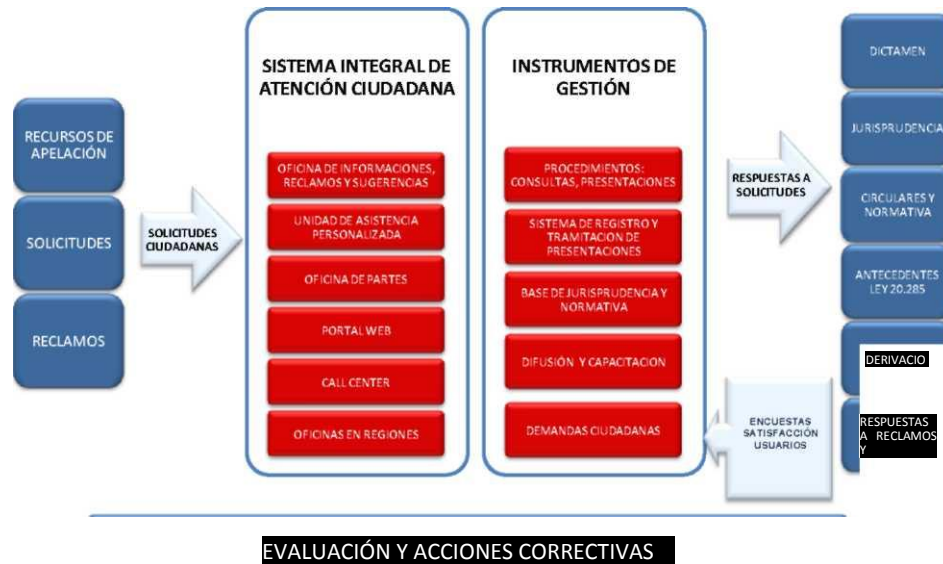 RECURSOS DE
APELACIÓN
SOLICITUDES
RECLAMOS
SOLICITUDES
CIUDADANAS
SISTEMA INTEGRAL DE
ATENCIÓN CIUDADANA
OFICINA DE INFORMACIONES,
RECLAMOS Y SUGERENCIAS
UNIDAD DE ASISTENCIA
PERSONALIZADA
OFICINA DE PARTES
PORTAL WEB
CALL CENTER
OFICINAS EN REGIONES
INSTRUMENTOS DE
GESTIÓN
PROCEDIMIENTOS:
CONSULTAS, PRESENTACIONES
SISTEMA DE REGISTRO Y
TRAMITACION DE
PRESENTACIONES
BASE DE JURISPRUDENCIA Y
NORMATIVA
DIFUSIÓN Y CAPACITACION
DEMANDAS CIUDADANAS
RESPUESTAS A
SOLICITUDES
ENCUESTAS
SATISFACCIÓN
USUARIOS
DICTAMEN
JURISPRUDENCIA
CIRCULARES Y
NORMATIVA
ANTECEDENTES
LEY 20.285
DERIVACIO
RESPUESTAS
A RECLAMOS
Y
EVALUACIÓN Y ACCIONES CORRECTIVAS